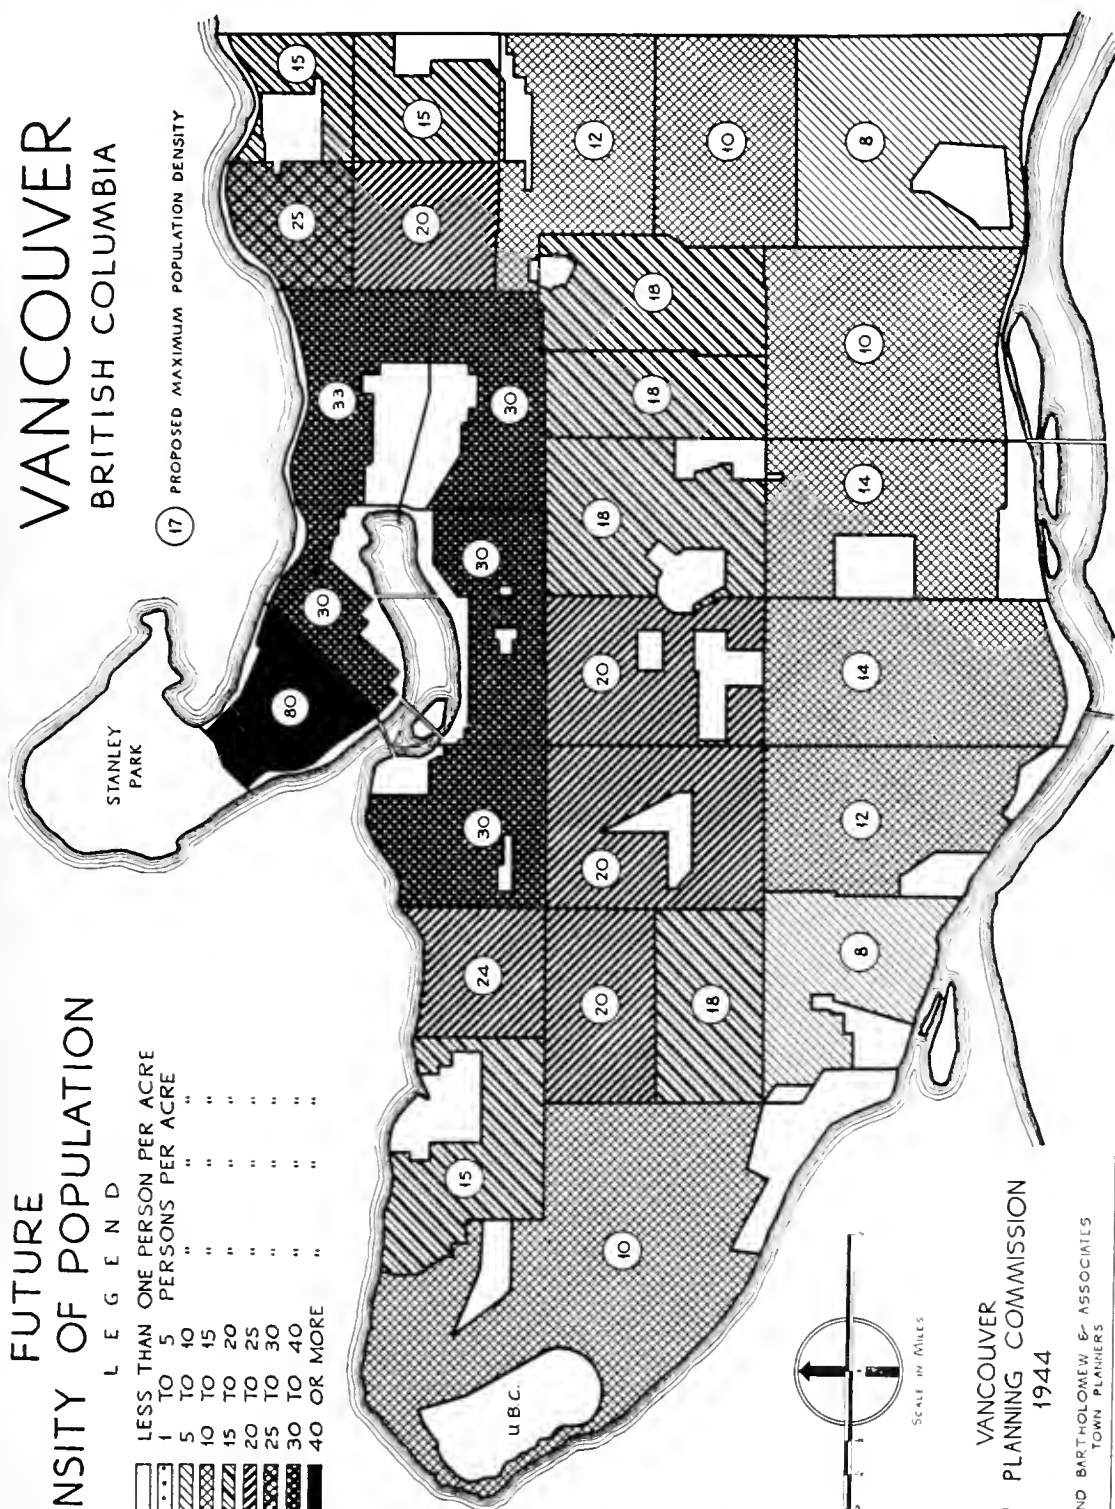 FUTURE
NSITY OF POPULATION
LEGEND
LESS THAN ONE PERSON PER ACRE
1 TO 5 PERSONS PER ACRE
5 TO 10 " " "
10 TO 15 " " "
15 TO 20 " " "
20 TO 25 " " "
25 TO 30 " " "
30 TO 40 " " "
40 OR MORE " " "
VANCOUVER
BRITISH COLUMBIA
17 PROPOSED MAXIMUM POPULATION DENSITY
STANLEY
PARK
80
30
33
25
15
15
20
30
30
30
24
15
10
U.B.C.
20
18
20
20
18
18
18
12
10
8
10
14
14
12
8
SCALE IN MILES
VANCOUVER
PLANNING COMMISSION
1944
ND BARTHOLOMEW & ASSOCIATES
TOWN PLANNERS